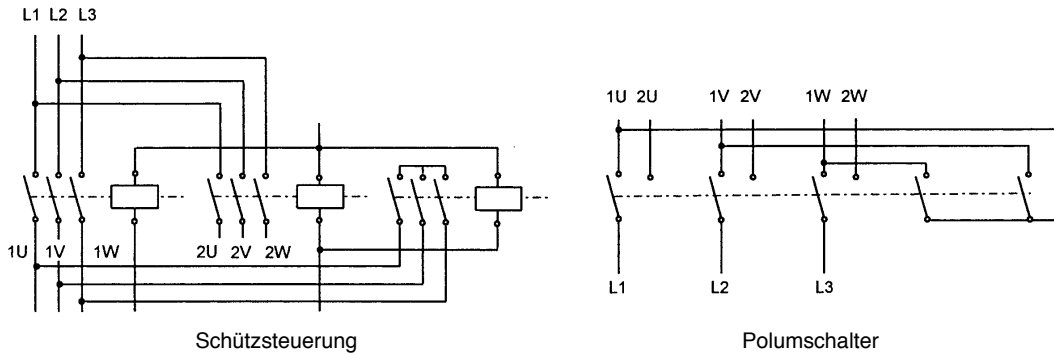 L1 L2 L3
1U 1V 1W 2U 2V 2W
Schützsteuerung
1U 2U 1V 2V 1W 2W
L1 L2 L3
Polumschalter